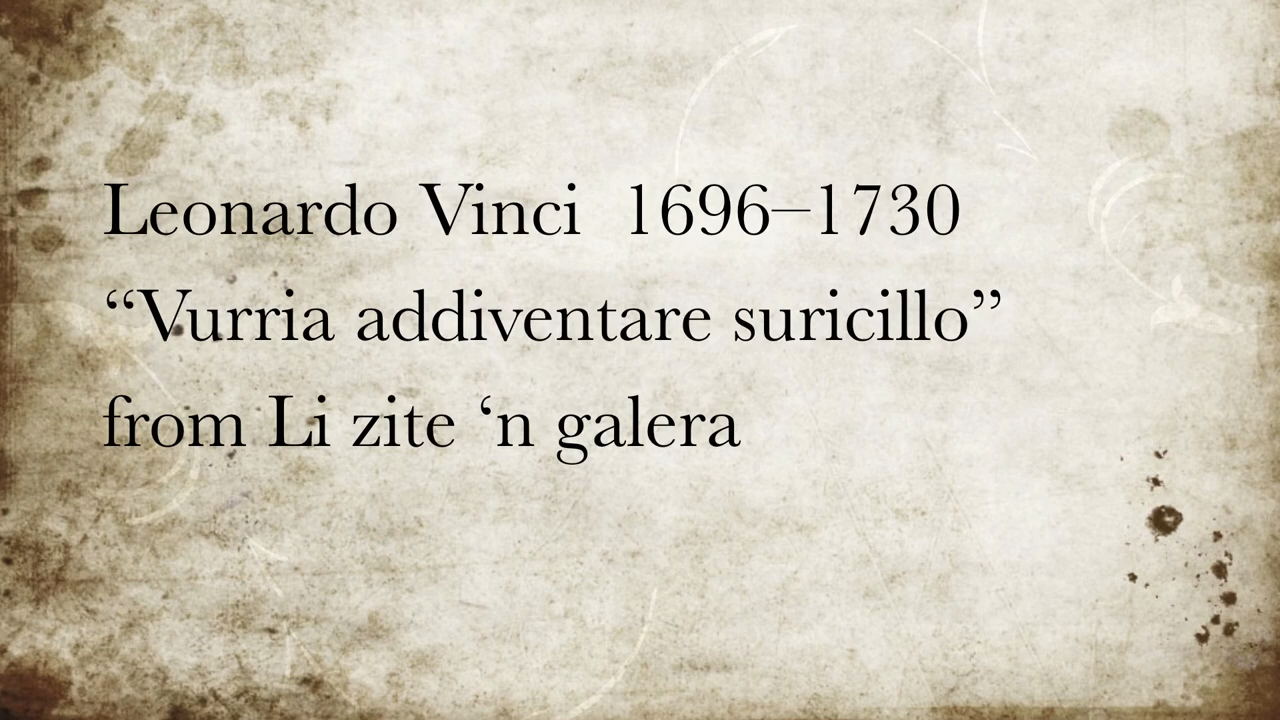 Leonardo Vinci  1696–1730
“Vurria addiventare suricillo”
from Li zite ‘n galera